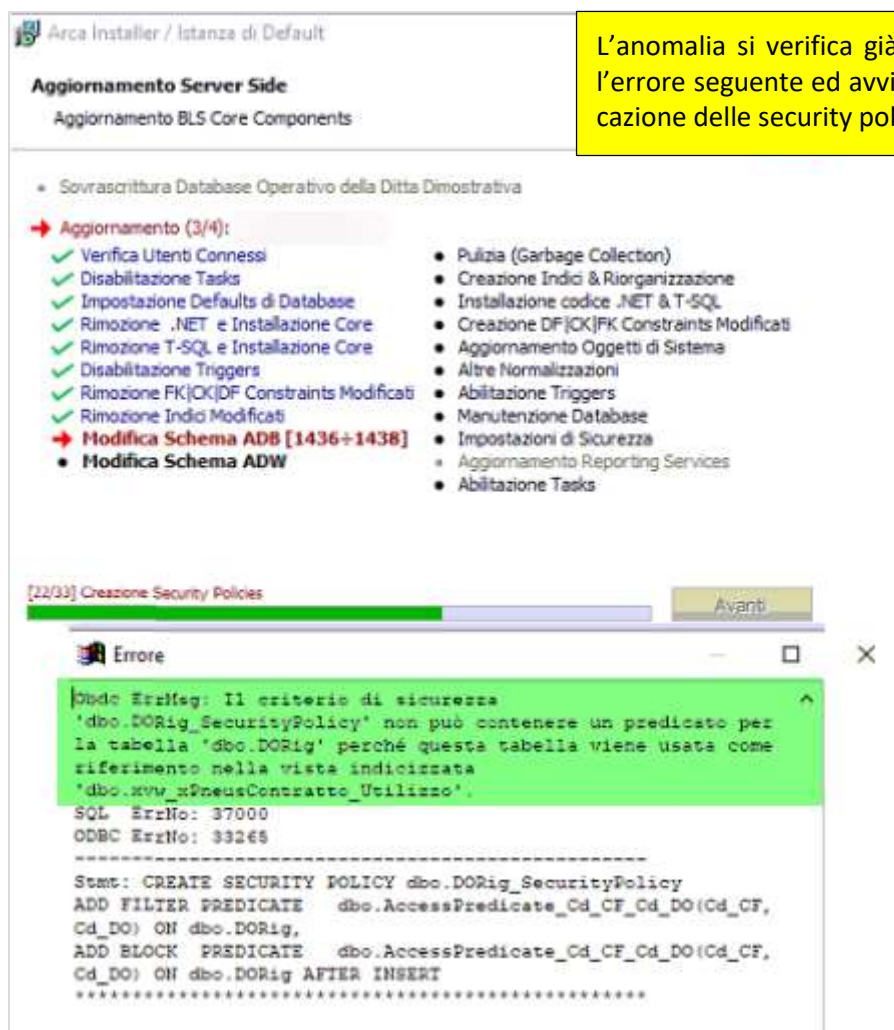 Arca Installer / Istanza di Default
L'anomalia si verifica già
l'errore seguente ed avvi
cazione delle security pol
Aggiornamento Server Side
Aggiornamento BLS Core Components
Sovrascrittura Database Operativo della Ditta Dimostrativa
Aggiornamento (3/4):
Verifica Utenti Connessi
Disabilitazione Tasks
Impostazione Defaults di Database
Rimozione .NET e Installazione Core
Rimozione T-SQL e Installazione Core
Disabilitazione Triggers
Rimozione FK|CK|DF Constraints Modificati
Rimozione Indici Modificati
Modifica Schema ADB [1436÷1438]
Modifica Schema ADW
Pulizia (Garbage Collection)
Creazione Indici & Riorganizzazione
Installazione codice .NET & T-SQL
Creazione DF|CK|FK Constraints Modificati
Aggiornamento Oggetti di Sistema
Altre Normalizzazioni
Abilitazione Triggers
Manutenzione Database
Impostazioni di Sicurezza
Aggiornamento Reporting Services
Abilitazione Tasks
[22/33] Creazione Security Policies
Avanti
Errore
Obdc ErrMsg: Il criterio di sicurezza
'dbo.DORig_SecurityPolicy' non può contenere un predicato per
la tabella 'dbo.DORig' perché questa tabella viene usata come
riferimento nella vista indicizzata
'dbo.xvw_xPneusContratto_Utilizzo'.
SQL ErrNo: 37000
ODBC ErrNo: 33265
----------------------------------------------------
Stmt: CREATE SECURITY POLICY dbo.DORig_SecurityPolicy
ADD FILTER PREDICATE dbo.AccessPredicate_Cd_CF_Cd_DO(Cd_CF,
Cd_DO) ON dbo.DORig,
ADD BLOCK PREDICATE dbo.AccessPredicate_Cd_CF_Cd_DO(Cd_CF,
Cd_DO) ON dbo.DORig AFTER INSERT
****************************************************